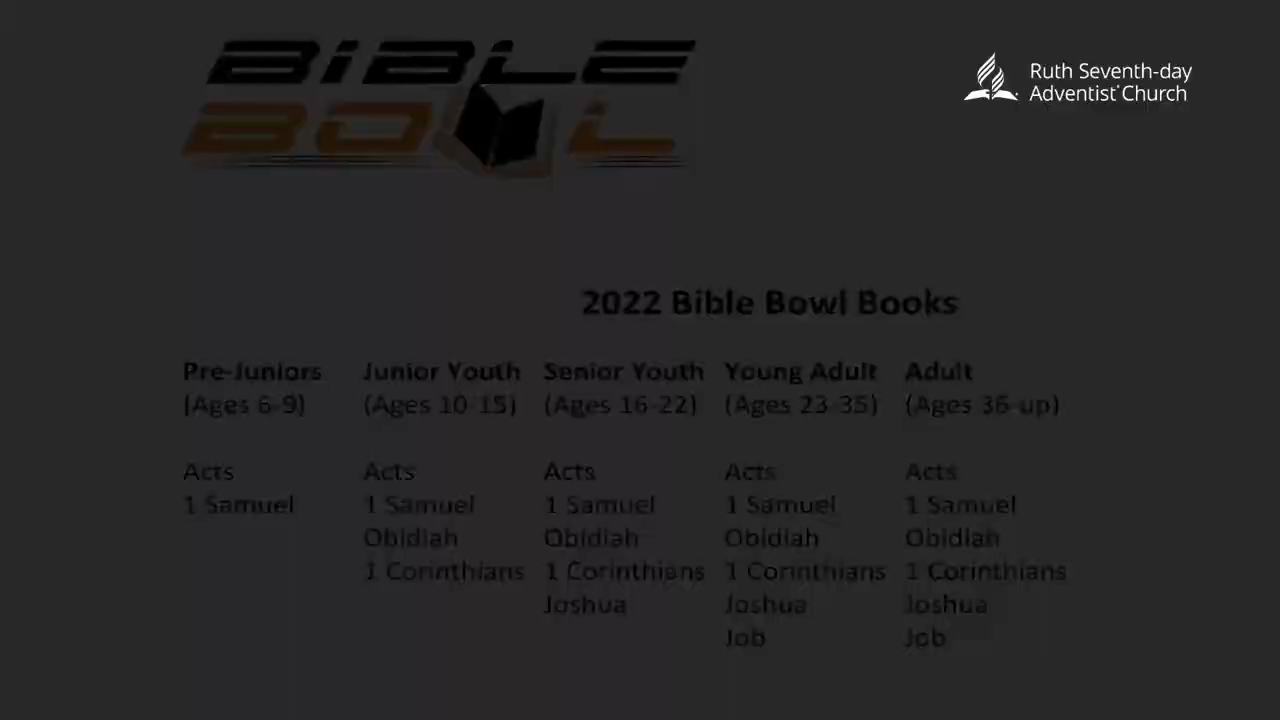 BiBLE
BOWL
Ruth Seventh-day
Adventist Church
2022 Bible Bowl Books
Pre-Juniors Junior Youth Senior Youth Young Adult Adult
(Ages 6-9) (Ages 10-15) (Ages 16-22) (Ages 23-35) (Ages 36-up)
Acts Acts Acts Acts Acts
1 Samuel 1 Samuel 1 Samuel 1 Samuel 1 Samuel
Obidiah Obidiah Obidiah Obidiah
1 Corinthians 1 Corinthians 1 Corinthians 1 Corinthians
Joshua Joshua Joshua
Job Job